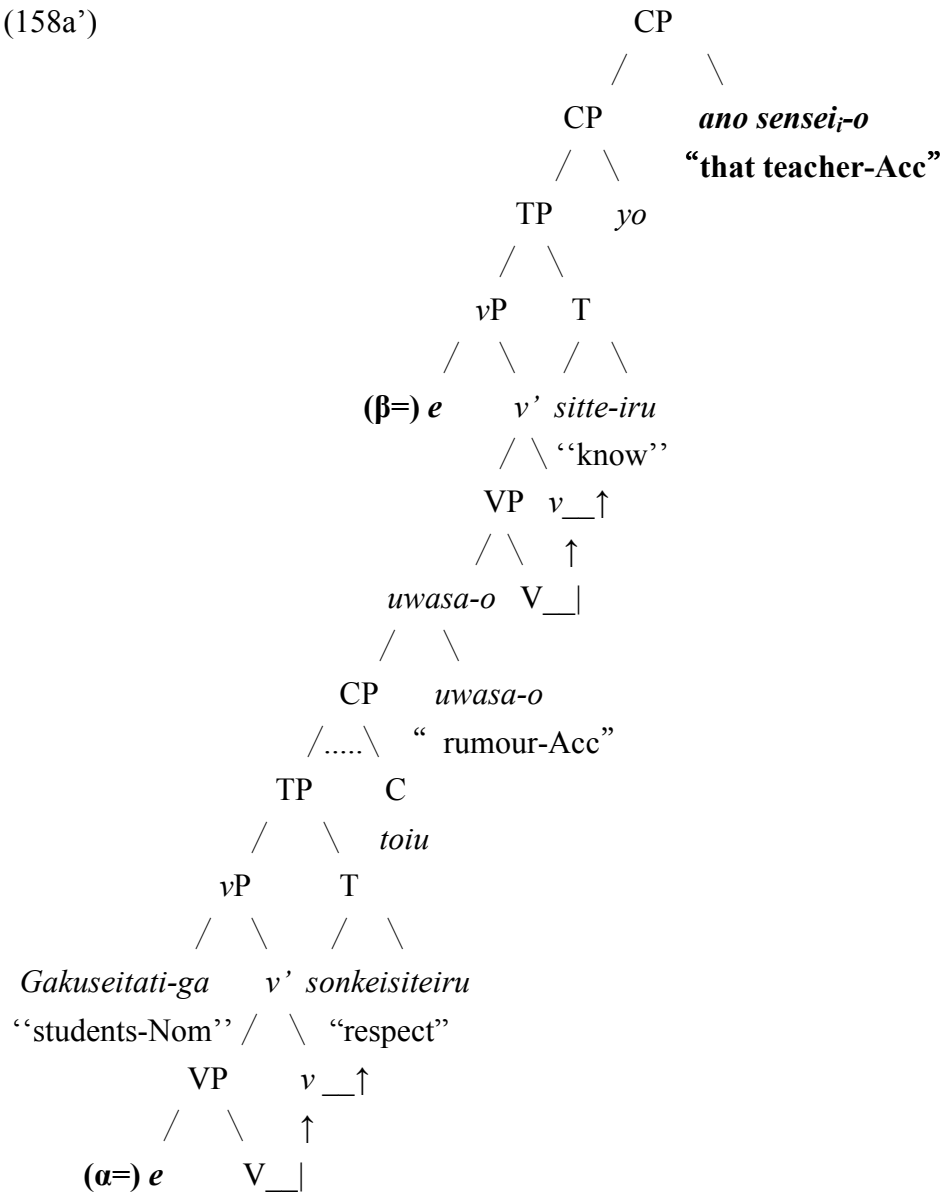 (158a’) CP
/ \
CP ano senseiᵢ-o
/ \ “that teacher-Acc”
TP yo
/ \
vP T
/ \ / \
(β=) e v’ sitte-iru
/ \ ‘‘know’’
VP v__↑
/ \ ↑
uwasa-o V__|
/ \
CP uwasa-o
/.....\ “ rumour-Acc”
TP C
/ \ toiu
vP T
/ \ / \
Gakuseitati-ga v’ sonkeisiteiru
‘‘students-Nom’’ / \ “respect”
VP v __↑
/ \ ↑
(α=) e V__|